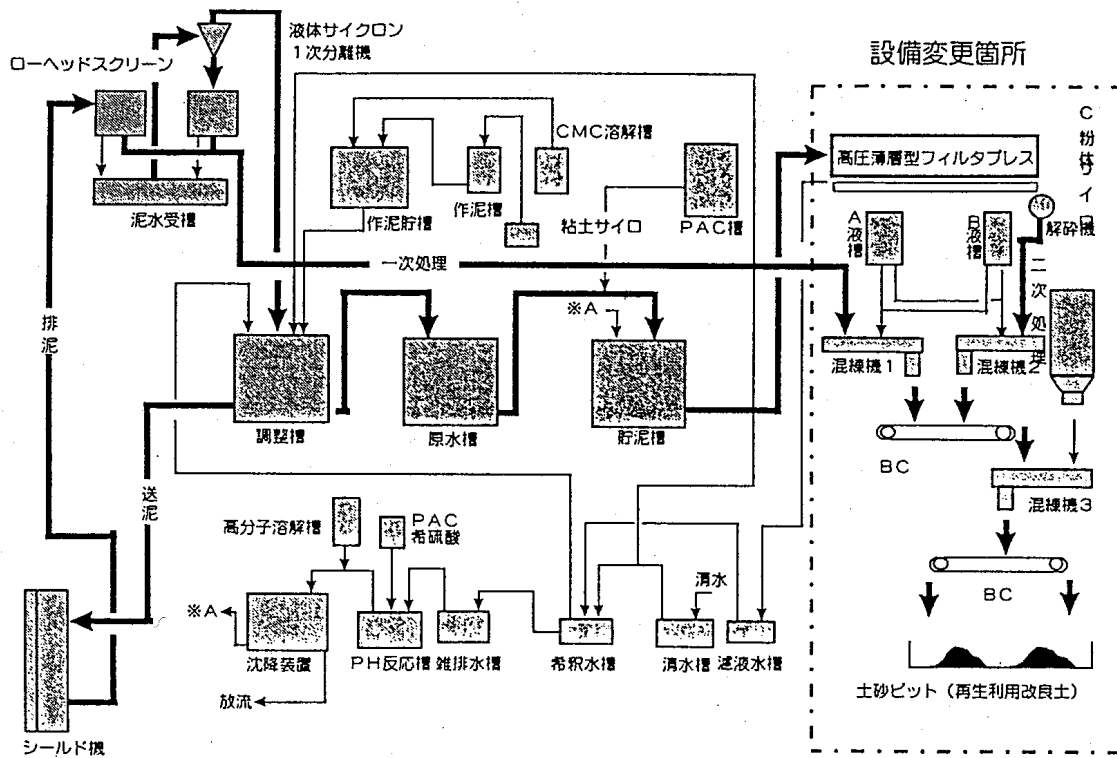 液体サイクロン
1次分離機
設備変更箇所
ローヘッドスクリーン
C粉体サイロ
CMC溶解槽
高圧薄層型フィルタプレス
泥水受槽
作泥貯槽
作泥槽
粘土サイロ
PAC槽
A液槽
B液槽
解砕機
一次処理
二次処理
排泥
※A
混練機1
混練機2
調整槽
原水槽
貯泥槽
BC
送泥
混練機3
高分子溶解槽
PAC
希硫酸
清水
BC
※A
沈降装置
PH反応槽
雑排水槽
希釈水槽
清水槽
濾液水槽
放流
土砂ピット(再生利用改良土)
シールド機